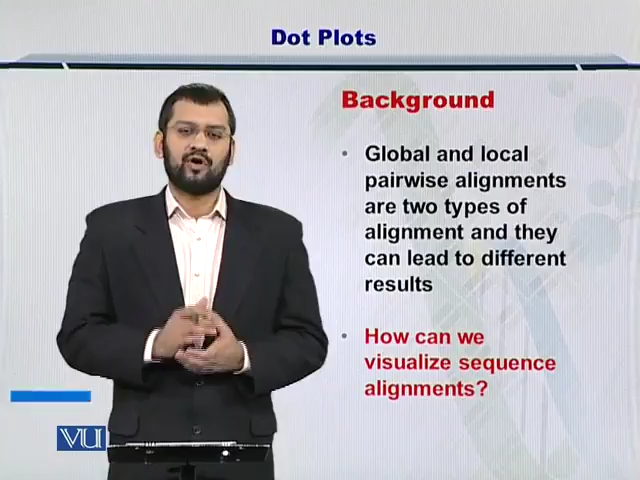 Dot Plots
Background
• Global and local
pairwise alignments
are two types of
alignment and they
can lead to different
results
• How can we
visualize sequence
alignments?
VU